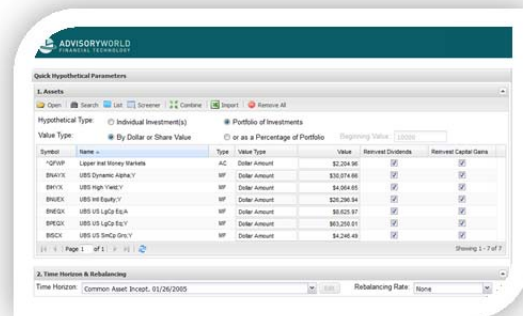 ADVISORYWORLD
FINANCIAL TECHNOLOGY
Quick Hypothetical Parameters
1. Assets
Open Search List Screener Combine Import Remove All
Hypothetical Type: Individual Investment(s) Portfolio of Investments
Value Type: By Dollar or Share Value or as a Percentage of Portfolio Beginning Value: 10000
Symbol Name Type Value Type Value Reinvest Dividends Reinvest Capital Gains
^QFWP Lipper Inst Money Markets AC Dollar Amount $2,204.96
BNAYX UBS Dynamic Alpha;Y MF Dollar Amount $30,074.66
BIHYX UBS High Yield;Y MF Dollar Amount $4,064.65
BNUEX UBS Intl Equity;Y MF Dollar Amount $26,296.94
BNEQX UBS US LgCp Eq;A MF Dollar Amount $8,625.97
BPEQX UBS US LgCp Eq;Y MF Dollar Amount $63,250.01
BISCX UBS US SmCp Gro;Y MF Dollar Amount $4,246.49
Page 1 of 1 Showing 1 - 7 of 7
2. Time Horizon & Rebalancing
Time Horizon: Common Asset Incept. 01/26/2005 Edit Rebalancing Rate: None